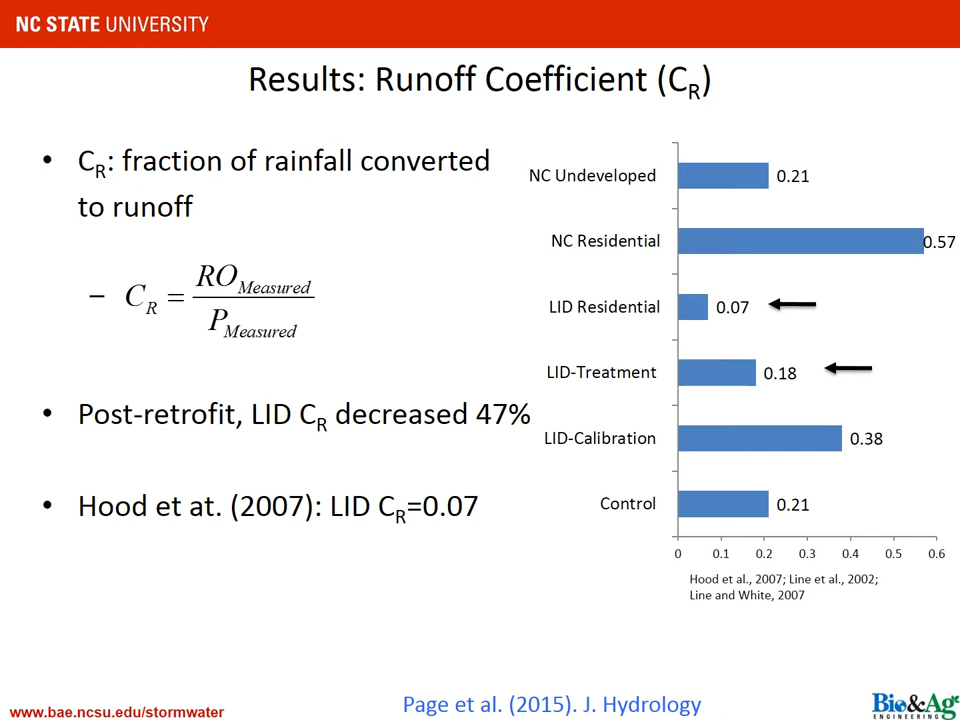 NC STATE UNIVERSITY
Results: Runoff Coefficient (CR)
• CR: fraction of rainfall converted
to runoff
– CR = ROMeasured / PMeasured
• Post-retrofit, LID CR decreased 47%
• Hood et at. (2007): LID CR=0.07
NC Undeveloped 0.21
NC Residential 0.57
LID Residential 0.07
LID-Treatment 0.18
LID-Calibration 0.38
Control 0.21
0 0.1 0.2 0.3 0.4 0.5 0.6
Hood et al., 2007; Line et al., 2002;
Line and White, 2007
www.bae.ncsu.edu/stormwater
Page et al. (2015). J. Hydrology
Bio&Ag
ENGINEERING